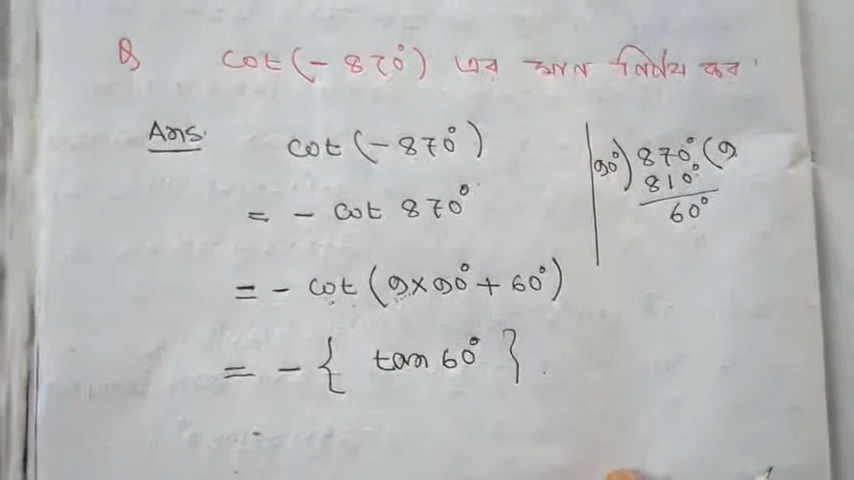 Q cot (- 870°) এর মান নির্ণয় কর
Ans. cot (- 870°)
= - cot 870°
= - cot (9×90° + 60°)
= - { tan 60° }
90°) 870° (9
810°
60°